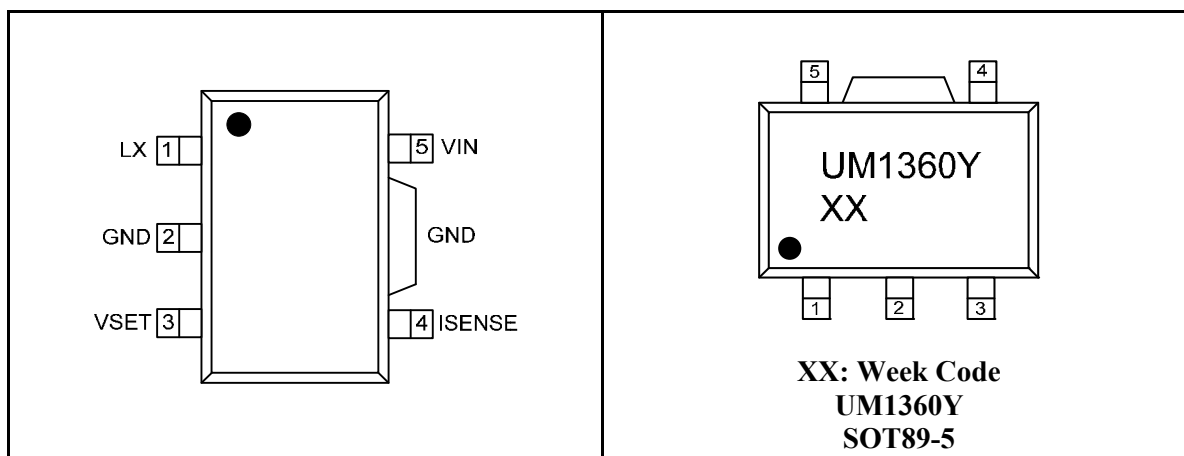 LX 1
5 VIN
GND 2
GND
VSET 3
4 ISENSE
5
4
UM1360Y
XX
1
2
3
XX: Week Code
UM1360Y
SOT89-5